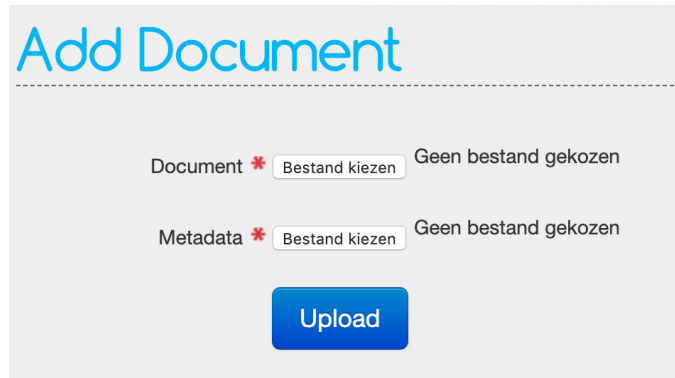 Add Document
Document * Bestand kiezen Geen bestand gekozen
Metadata * Bestand kiezen Geen bestand gekozen
Upload